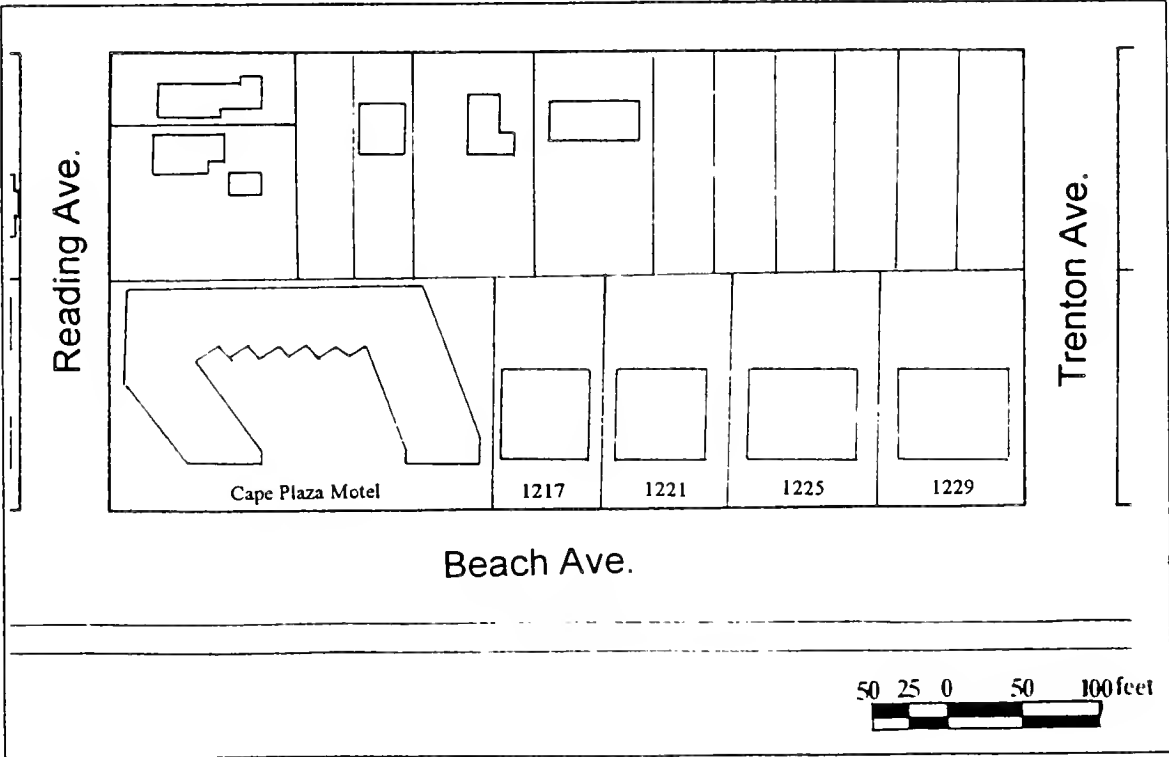 Reading Ave.
Trenton Ave.
Cape Plaza Motel
1217
1221
1225
1229
Beach Ave.
50 25 0 50 100 feet